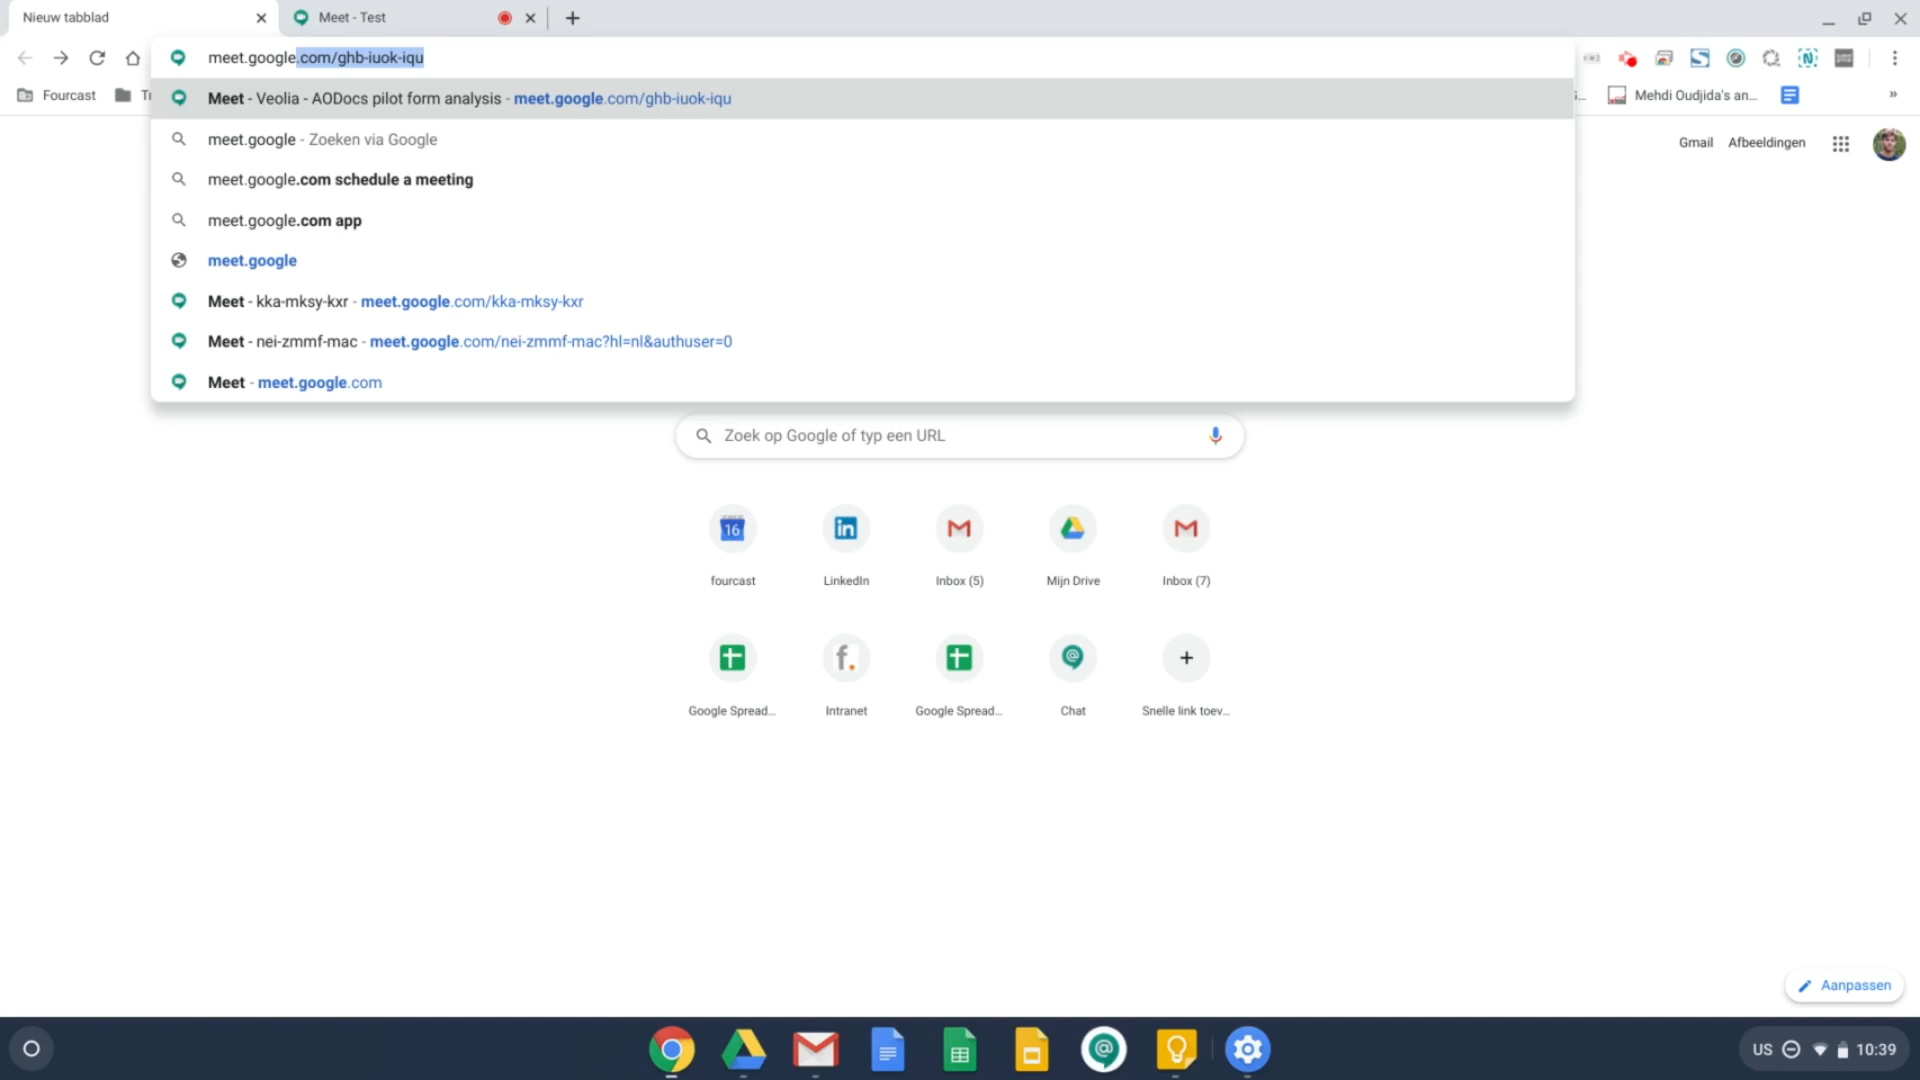 Nieuw tabblad
Meet - Test
meet.google.com/ghb-iuok-iqu
Fourcast
Meet - Veolia - AODocs pilot form analysis - meet.google.com/ghb-iuok-iqu
Mehdi Oudjida's an...
meet.google - Zoeken via Google
Gmail Afbeeldingen
meet.google.com schedule a meeting
meet.google.com app
meet.google
Meet - kka-mksy-kxr - meet.google.com/kka-mksy-kxr
Meet - nei-zmmf-mac - meet.google.com/nei-zmmf-mac?hl=nl&authuser=0
Meet - meet.google.com
Zoek op Google of typ een URL
16
fourcast
LinkedIn
Inbox (5)
Mijn Drive
Inbox (7)
Google Spread...
Intranet
Google Spread...
Chat
Snelle link toev...
Aanpassen
US 10:39